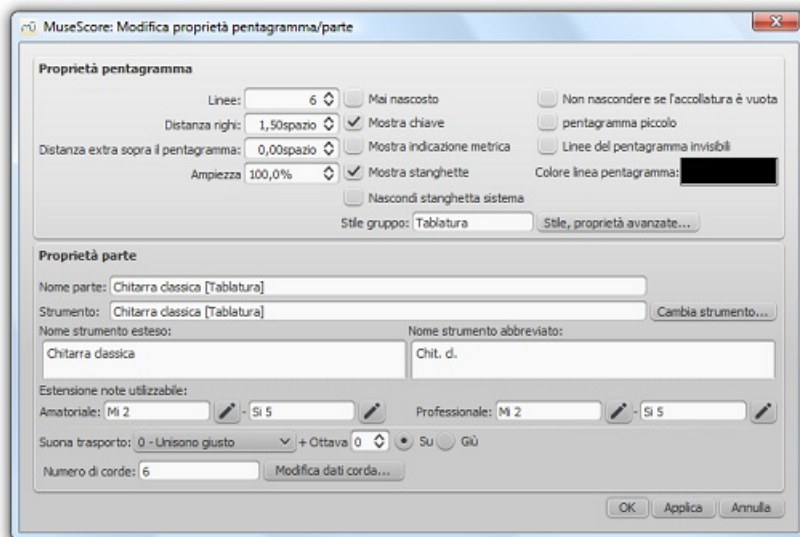 MuseScore: Modifica proprietà pentagramma/parte
Proprietà pentagramma
Linee: 6 Mai nascosto Non nascondere se l'accollatura è vuota
Distanza righi: 1,50spazio Mostra chiave pentagramma piccolo
Distanza extra sopra il pentagramma: 0,00spazio Mostra indicazione metrica Linee del pentagramma invisibili
Ampiezza 100,0% Mostra stanghette Colore linea pentagramma:
Nascondi stanghetta sistema
Stile gruppo: Tablatura Stile, proprietà avanzate...
Proprietà parte
Nome parte: Chitarra classica [Tablatura]
Strumento: Chitarra classica [Tablatura] Cambia strumento...
Nome strumento esteso: Nome strumento abbreviato:
Chitarra classica Chit. cl.
Estensione note utilizzabile:
Amatoriale: Mi 2 - Si 5 Professionale: Mi 2 - Si 5
Suona trasporto: 0 - Unisono giusto + Ottava 0 Su Giù
Numero di corde: 6 Modifica dati corda...
OK Applica Annulla